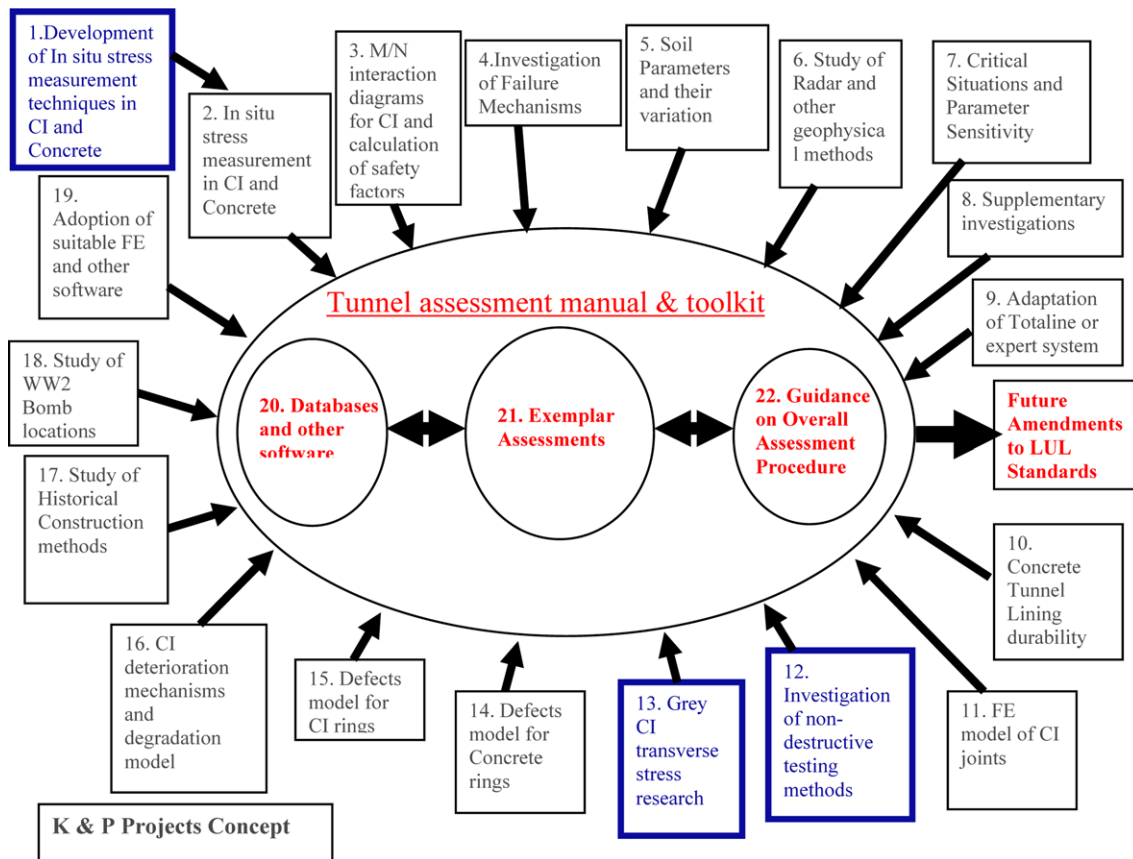 1.Development
of In situ stress
measurement
techniques in
CI and
Concrete
2. In situ
stress
measurement
in CI and
Concrete
3. M/N
interaction
diagrams
for CI and
calculation
of safety
factors
4.Investigation
of Failure
Mechanisms
5. Soil
Parameters
and their
variation
6. Study of
Radar and
other
geophysica
l methods
7. Critical
Situations and
Parameter
Sensitivity
8. Supplementary
investigations
9. Adaptation
of Totaline or
expert system
19.
Adoption of
suitable FE
and other
software
18. Study of
WW2
Bomb
locations
17. Study of
Historical
Construction
methods
Tunnel assessment manual & toolkit
20. Databases
and other
software
21. Exemplar
Assessments
22. Guidance
on Overall
Assessment
Procedure
Future
Amendments
to LUL
Standards
10.
Concrete
Tunnel
Lining
durability
11. FE
model of CI
joints
12.
Investigation
of non-
destructive
testing
methods
13. Grey
CI
transverse
stress
research
14. Defects
model for
Concrete
rings
15. Defects
model for
CI rings
16. CI
deterioration
mechanisms
and
degradation
model
K & P Projects Concept